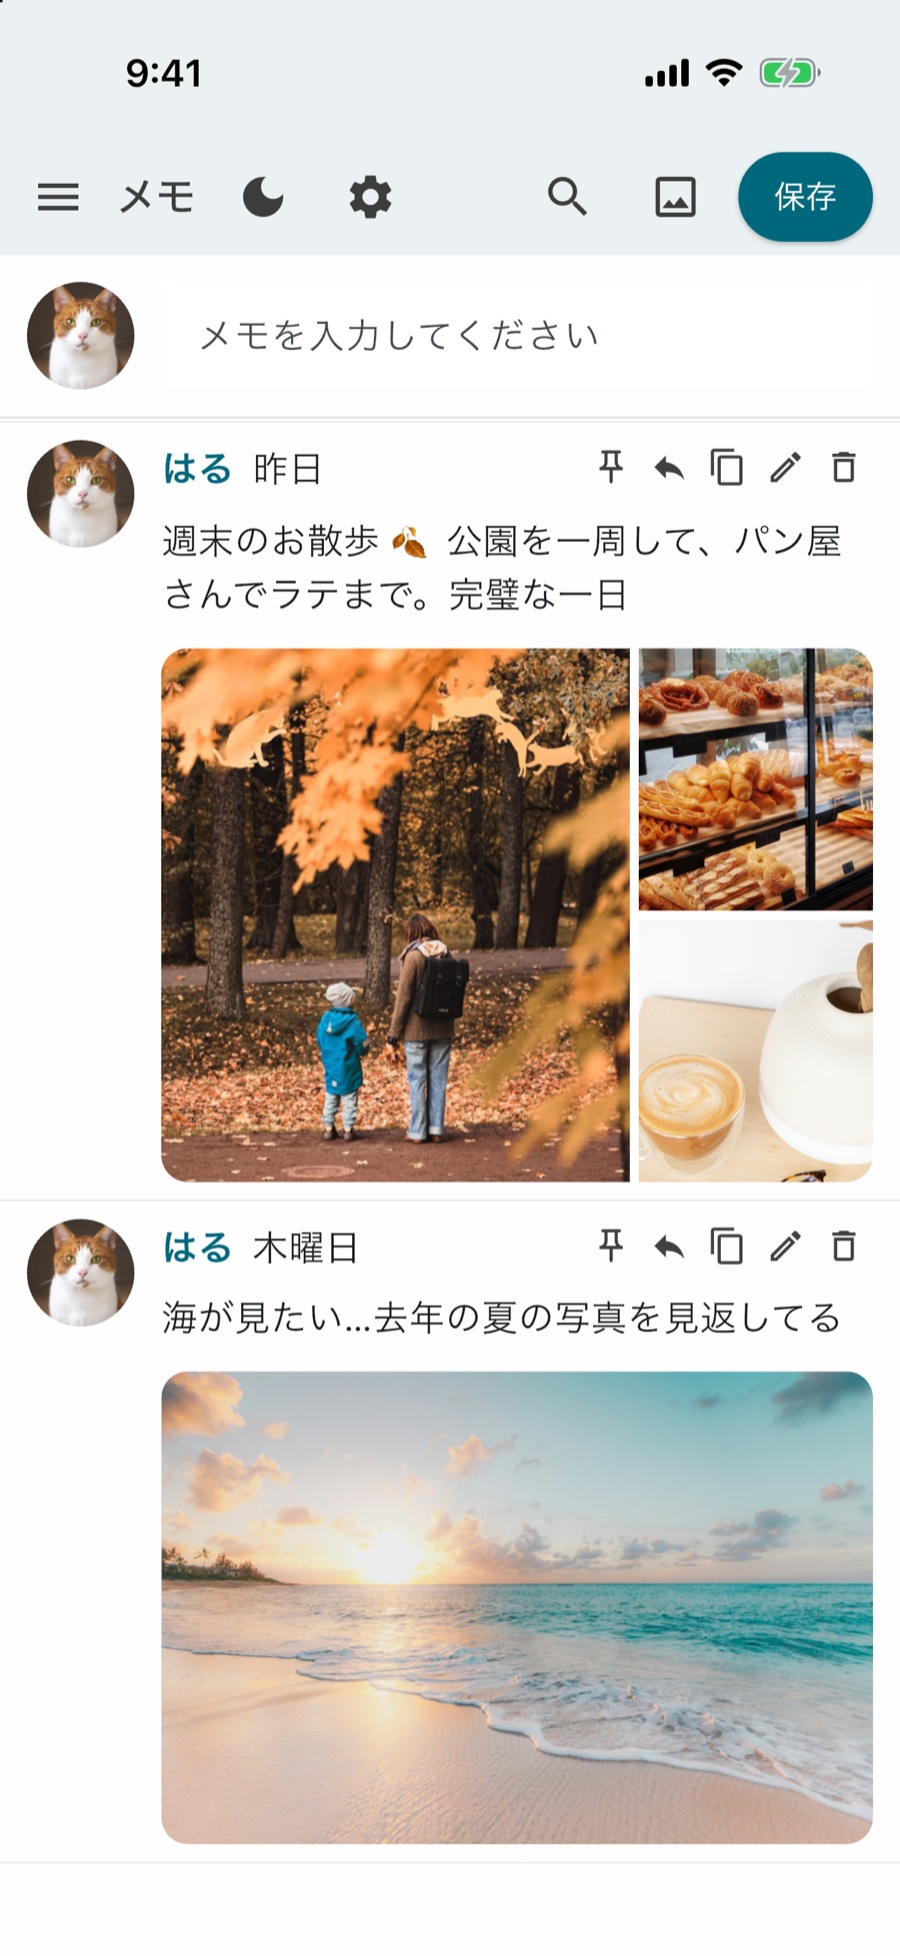 9:41
メモ
保存
メモを入力してください
はる 昨日
週末のお散歩 🍂 公園を一周して、パン屋
さんでラテまで。完璧な一日
はる 木曜日
海が見たい...去年の夏の写真を見返してる